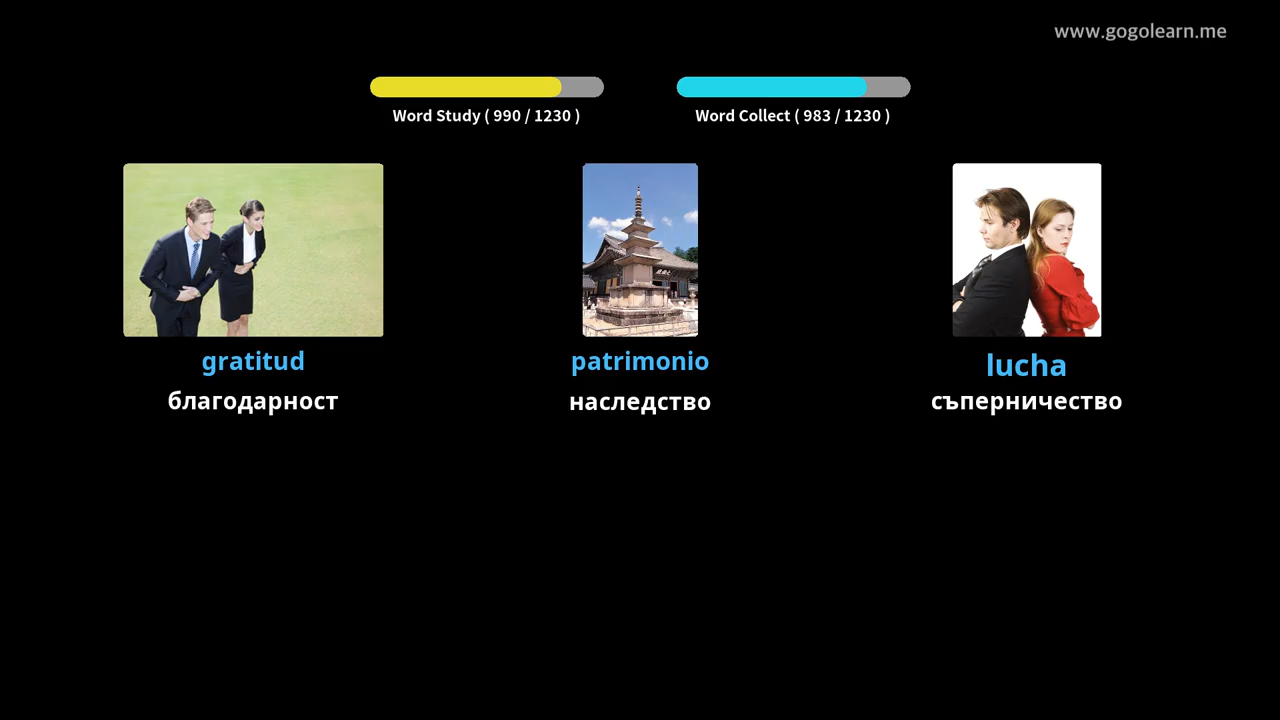 www.gogolearn.me
Word Study ( 990 / 1230 )
Word Collect ( 983 / 1230 )
gratitud
благодарност
patrimonio
наследство
lucha
съперничество